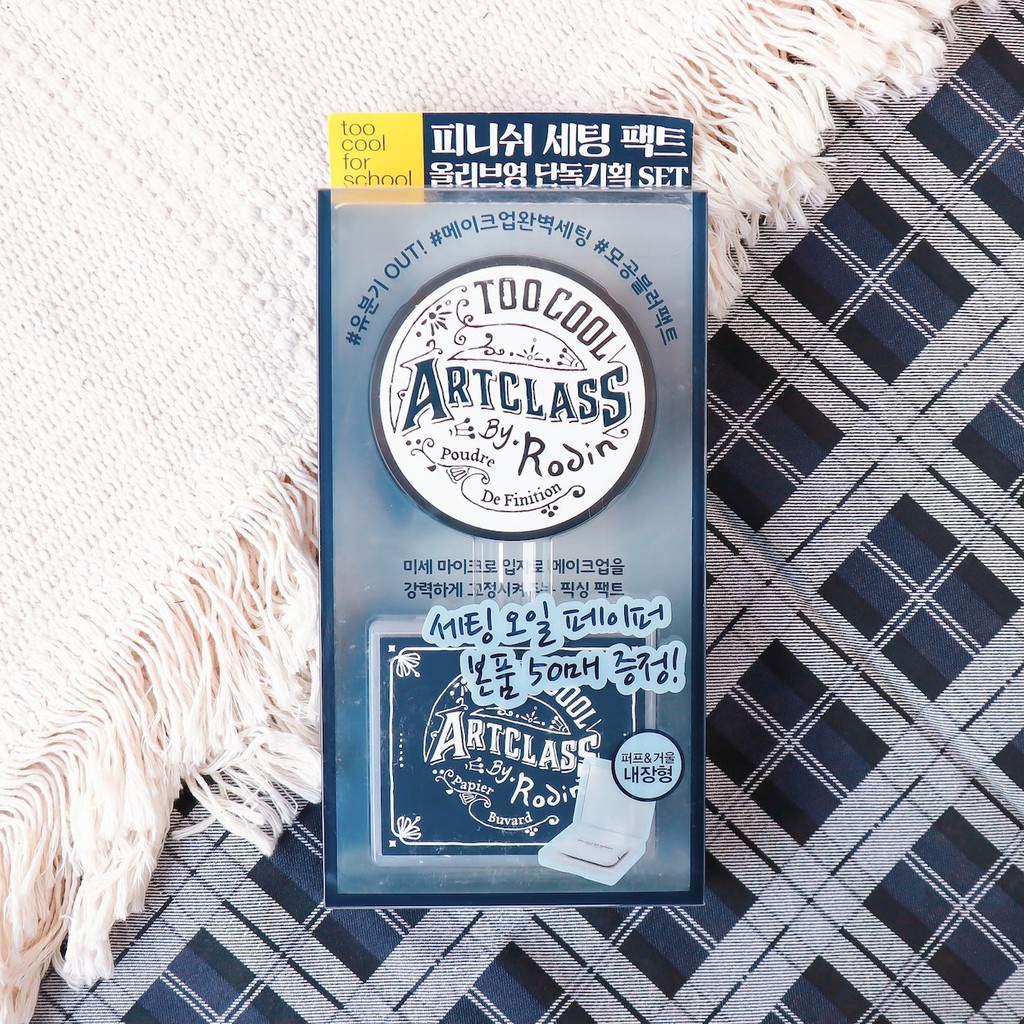 too
cool
for
school
피니쉬 세팅 팩트
올리브영 단독기획 SET
#유분기 OUT! #메이크업완벽세팅 #모공블러팩트
TOO COOL
ARTCLASS
By. Rodin
Poudre
De Finition
미세 마이크로 입자로 메이크업을
강력하게 고정시켜주는 픽싱 팩트
세팅 오일 페이퍼
본품 50매 증정!
COOL
ARTCLASS
By. Rodin
Papier
Buvard
퍼프&거울
내장형